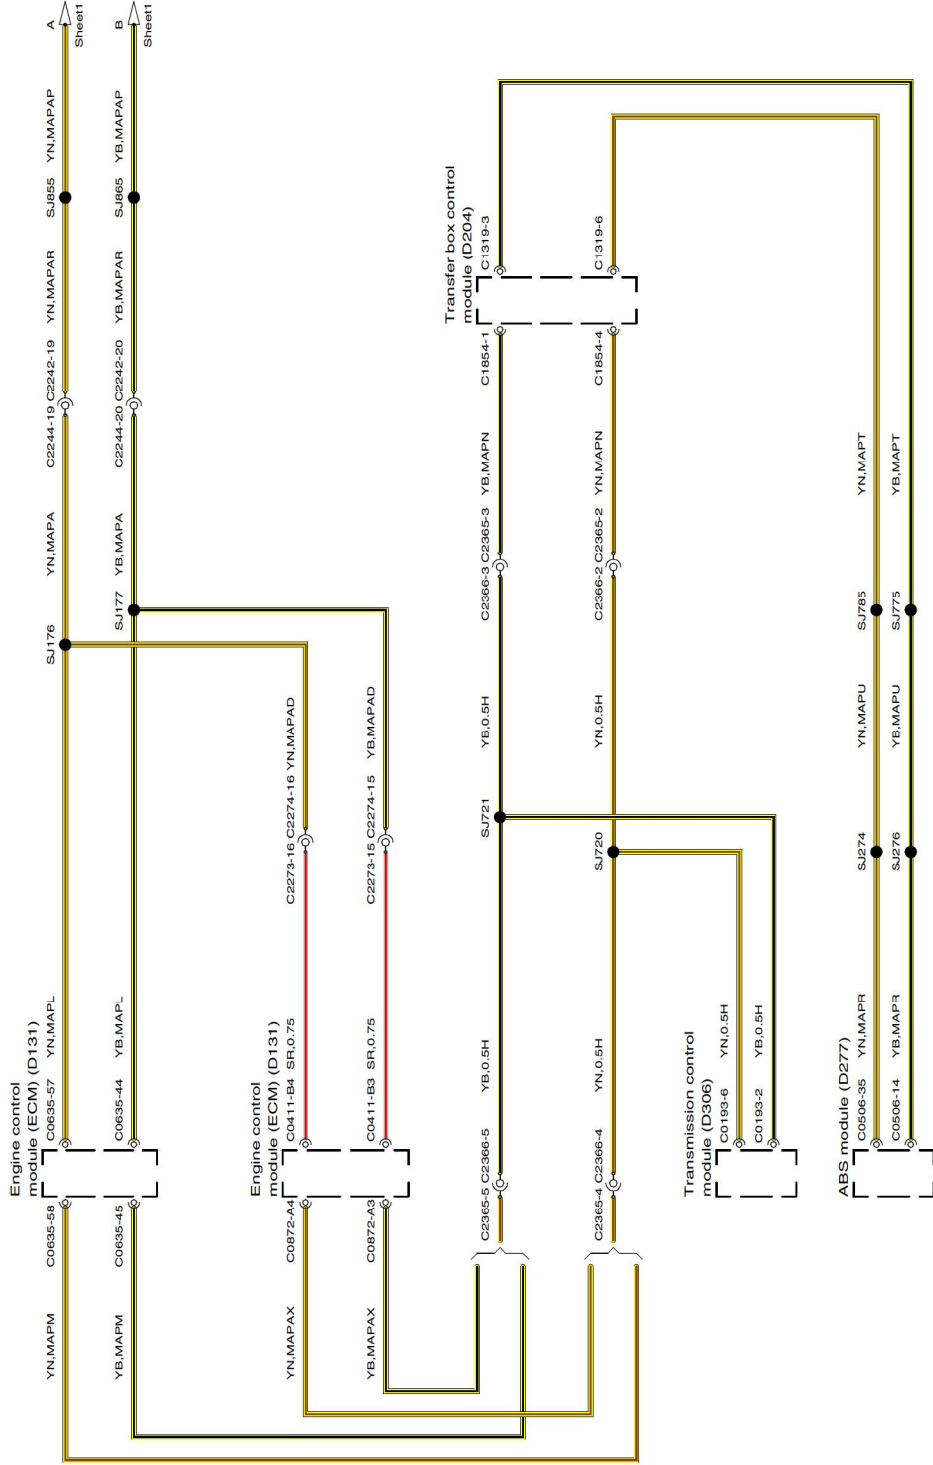 A
Sheet1
B
Sheet1
YN,MAPAP
YB,MAPAP
SJ855
SJ865
YN,MAPAR
YB,MAPAR
C2244-19 C2242-19
C2244-20 C2242-20
YN,MAPA
YB,MAPA
SJ176
SJ177
Engine control
module (ECM) (D131)
C0635-57 YN,MAPL
C0635-44 YB,MAPL
C0635-58
C0635-45
YN,MAPM
YB,MAPM
C2273-16 C2274-16 YN,MAPAD
C2273-15 C2274-15 YB,MAPAD
Engine control
module (ECM) (D131)
C0411-B4 SR,0.75
C0411-B3 SR,0.75
C0872-A4
C0872-A3
YN,MAPAX
YB,MAPAX
Transfer box control
module (D204)
C1319-3
C1319-6
C1854-1
C1854-4
YB,MAPN
YN,MAPN
C2366-3 C2365-3
C2366-2 C2365-2
YB,0.5H
YN,0.5H
SJ721
SJ720
YB,0.5H
YN,0.5H
C2365-5 C2366-5
C2365-4 C2366-4
Transmission control
module (D306)
C0193-6 YN,0.5H
C0193-2 YB,0.5H
YN,MAPT
YB,MAPT
SJ785
SJ775
YN,MAPU
YB,MAPU
SJ274
SJ276
ABS module (D277)
C0506-35 YN,MAPR
C0506-14 YB,MAPR